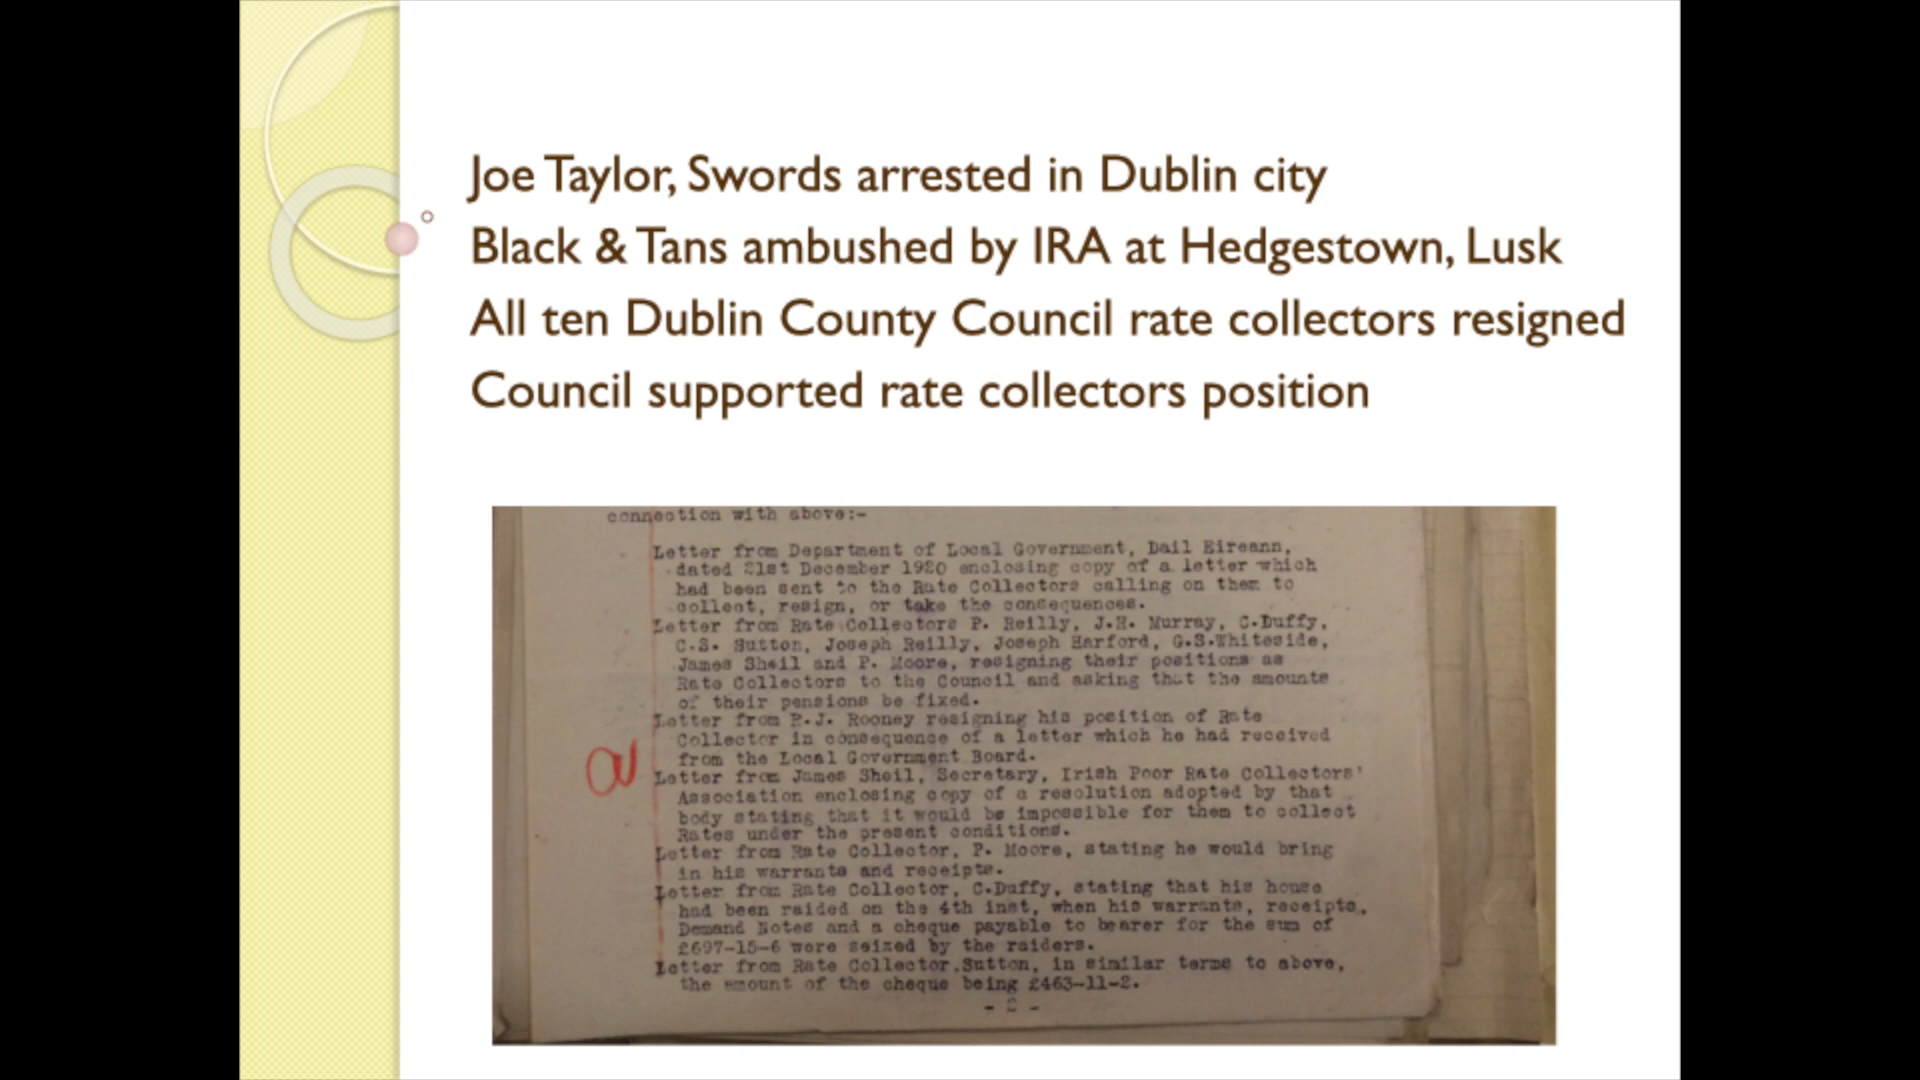 Joe Taylor, Swords arrested in Dublin city
Black & Tans ambushed by IRA at Hedgestown, Lusk
All ten Dublin County Council rate collectors resigned
Council supported rate collectors position
connection with above:-
Letter from Department of Local Government, Dail Eireann,
dated 21st December 1920 enclosing copy of a letter which
had been sent to the Rate Collectors calling on them to
collect, resign, or take the consequences.
Letter from Rate Collectors P. Reilly, J.H. Murray, C.Duffy,
C.S. Sutton, Joseph Reilly, Joseph Harford, G.S.Whiteside,
James Sheil and P. Moore, resigning their positions as
Rate Collectors to the Council and asking that the amounts
of their pensions be fixed.
Letter from P.J. Rooney resigning his position of Rate
Collector in consequence of a letter which he had received
from the Local Government Board.
Letter from James Sheil, Secretary, Irish Poor Rate Collectors'
Association enclosing copy of a resolution adopted by that
body stating that it would be impossible for them to collect
Rates under the present conditions.
Letter from Rate Collector, P. Moore, stating he would bring
in his warrants and receipts.
Letter from Rate Collector, C.Duffy, stating that his house
had been raided on the 4th inst, when his warrants, receipts,
Demand Notes and a cheque payable to bearer for the sum of
£697-15-6 were seized by the raiders.
Letter from Rate Collector,Sutton, in similar terms to above,
the amount of the cheque being £463-11-2.